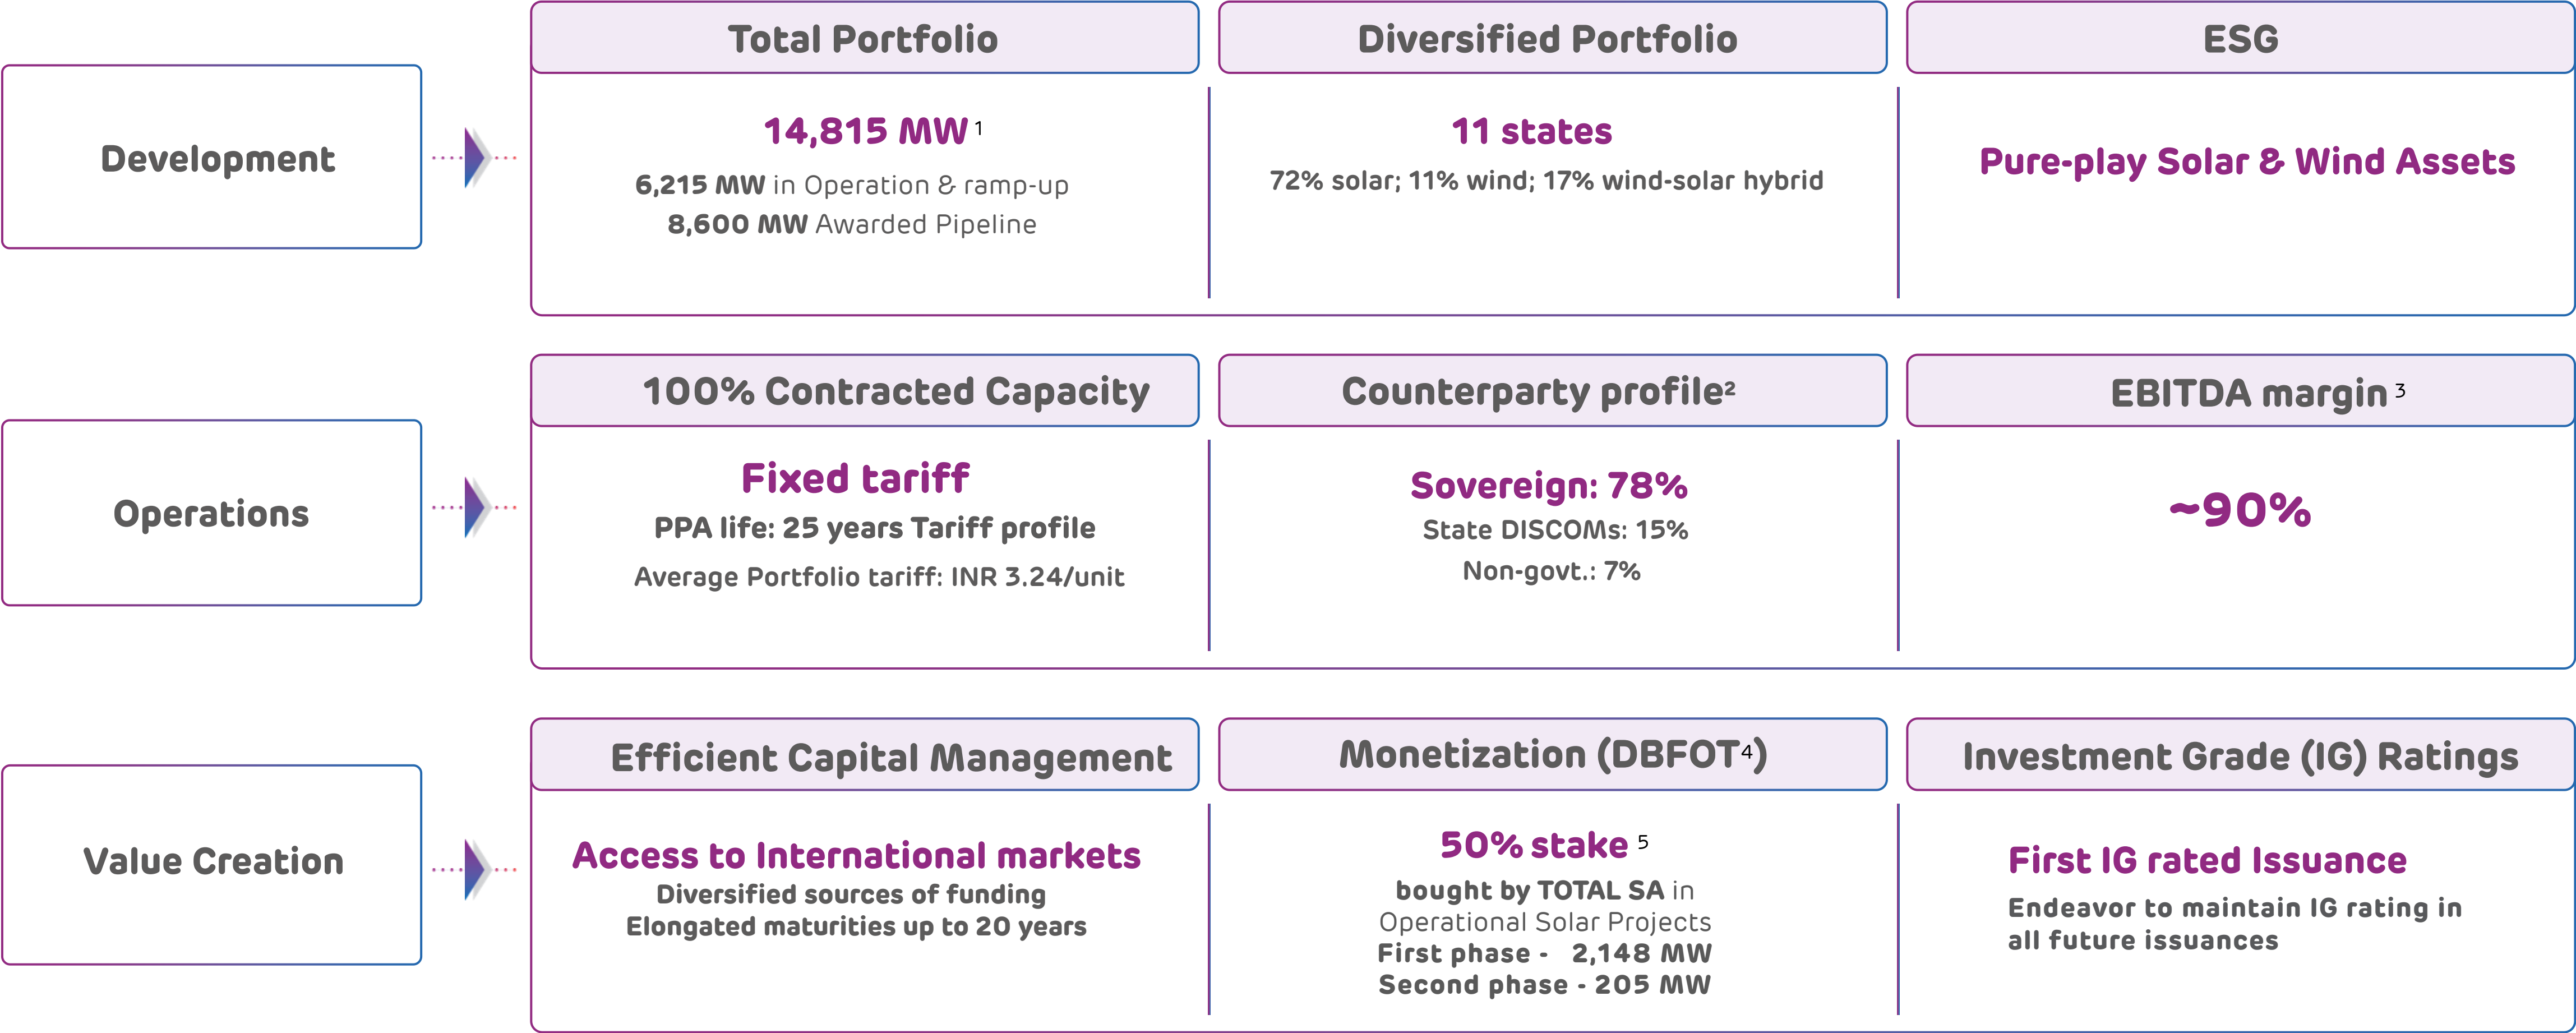 Total Portfolio
Diversified Portfolio
ESG
Development
14,815 MW 1
6,215 MW in Operation & ramp-up
8,600 MW Awarded Pipeline
11 states
72% solar; 11% wind; 17% wind-solar hybrid
Pure-play Solar & Wind Assets
100% Contracted Capacity
Counterparty profile²
EBITDA margin 3
Operations
Fixed tariff
PPA life: 25 years Tariff profile
Average Portfolio tariff: INR 3.24/unit
Sovereign: 78%
State DISCOMs: 15%
Non-govt.: 7%
~90%
Efficient Capital Management
Monetization (DBFOT4)
Investment Grade (IG) Ratings
Value Creation
Access to International markets
Diversified sources of funding
Elongated maturities up to 20 years
50% stake 5
bought by TOTAL SA in
Operational Solar Projects
First phase - 2,148 MW
Second phase - 205 MW
First IG rated Issuance
Endeavor to maintain IG rating in
all future issuances